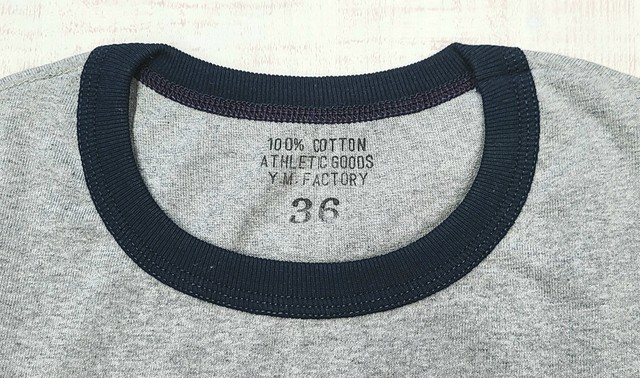 100% COTTON
ATHLETIC GOODS
Y.M. FACTORY
36